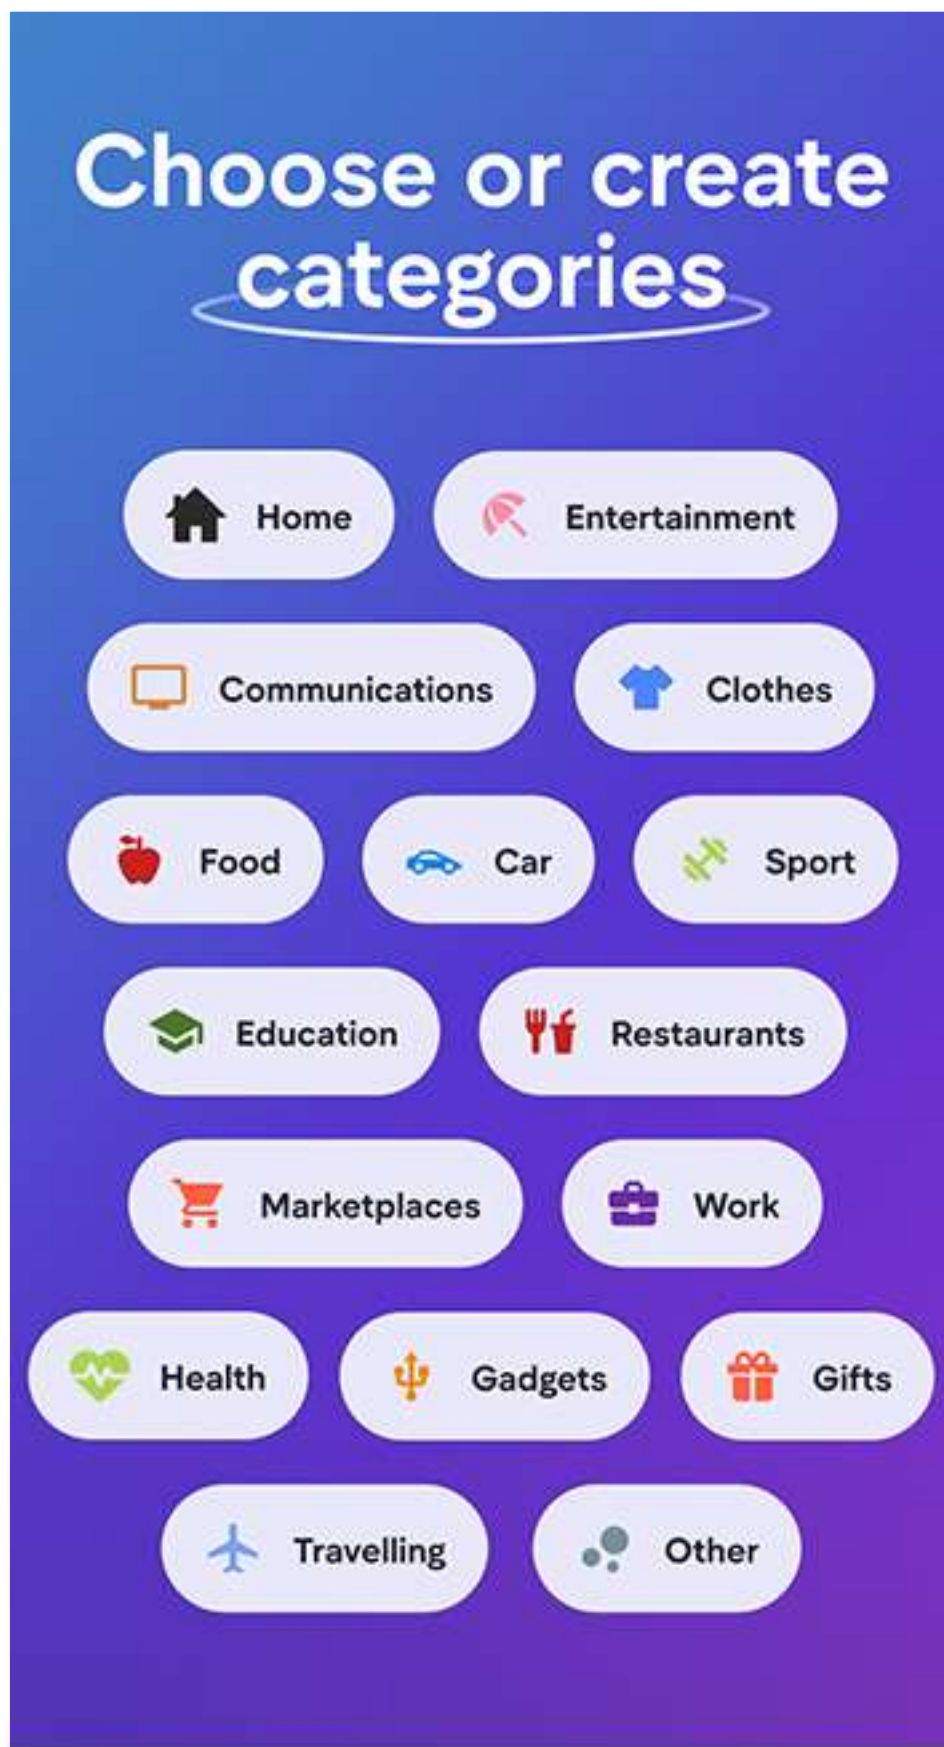 Choose or create
categories
Home Entertainment
Communications Clothes
Food Car Sport
Education Restaurants
Marketplaces Work
Health Gadgets Gifts
Travelling Other